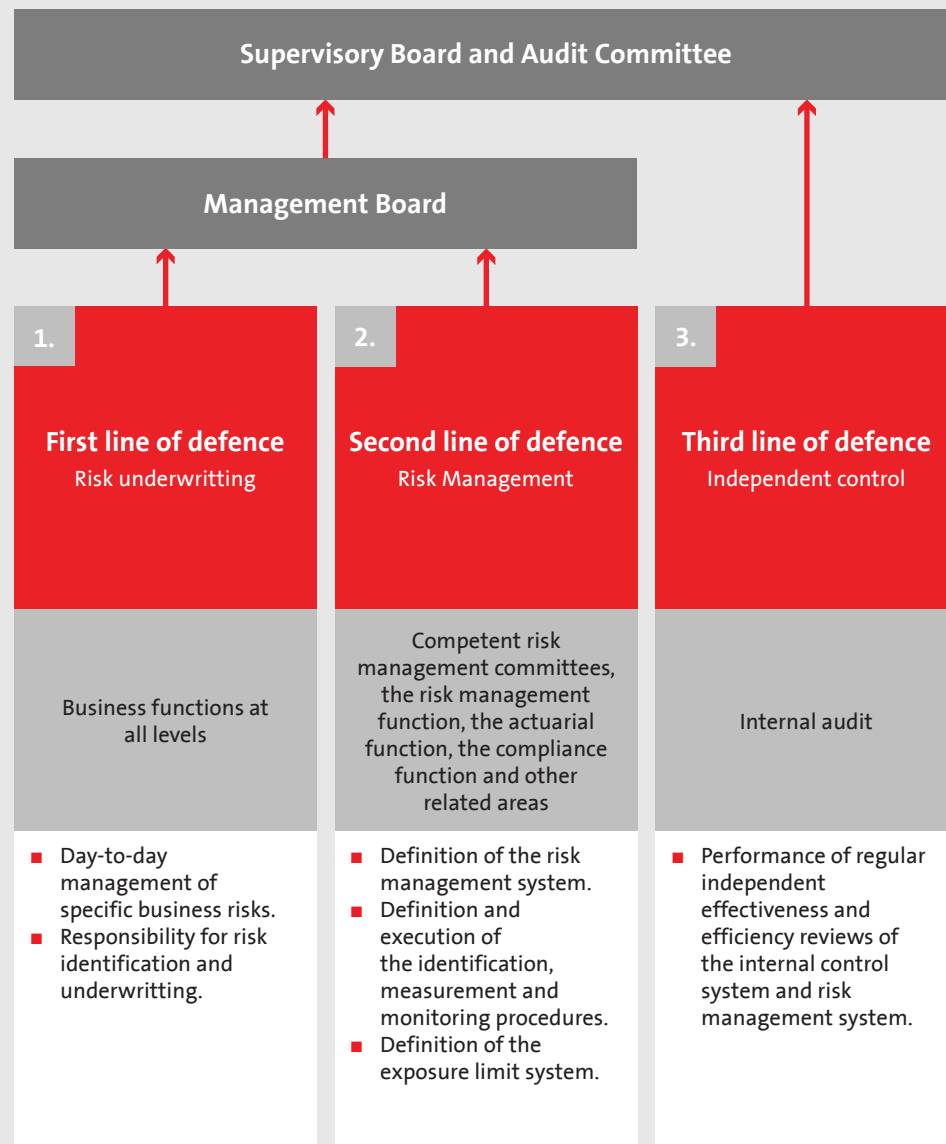 Supervisory Board and Audit Committee
Management Board
1.
First line of defence
Risk underwritting
Business functions at
all levels
■ Day-to-day
management of
specific business risks.
■ Responsibility for risk
identification and
underwritting.
2.
Second line of defence
Risk Management
Competent risk
management committees,
the risk management
function, the actuarial
function, the compliance
function and other
related areas
■ Definition of the risk
management system.
■ Definition and
execution of
the identification,
measurement and
monitoring procedures.
■ Definition of the
exposure limit system.
3.
Third line of defence
Independent control
Internal audit
■ Performance of regular
independent
effectiveness and
efficiency reviews of
the internal control
system and risk
management system.